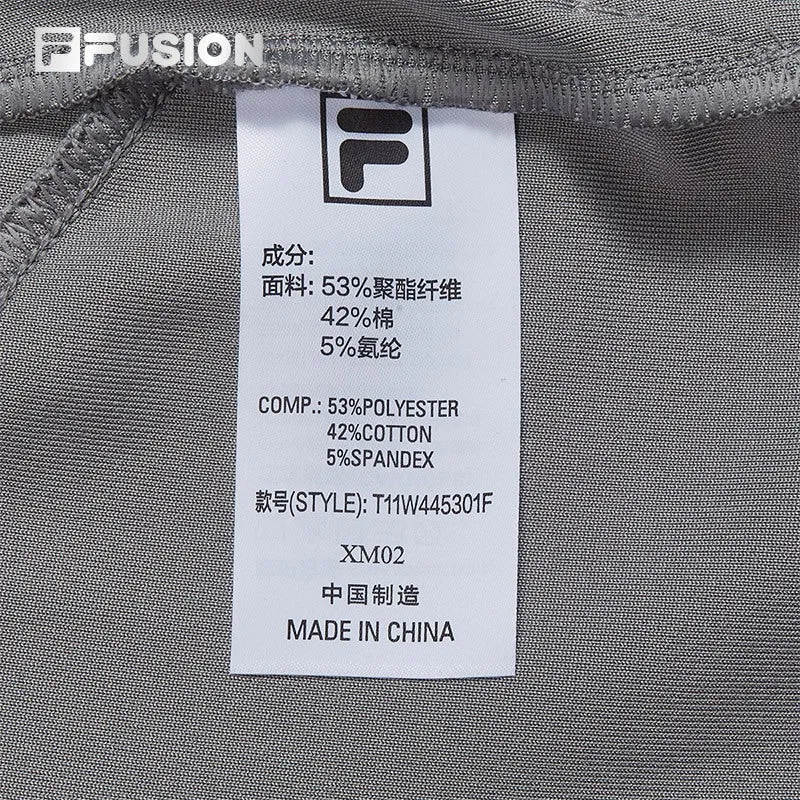 FUSION
成分:
面料: 53%聚酯纤维
42%棉
5%氨纶
COMP.: 53%POLYESTER
42%COTTON
5%SPANDEX
款号(STYLE): T11W445301F
XM02
中国制造
MADE IN CHINA